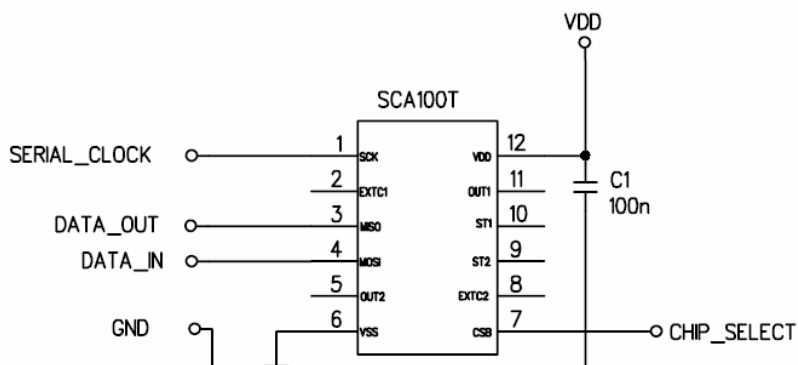 VDD
SCA100T
SERIAL_CLOCK 1 SCK VDD 12
2 EXTC1 OUT1 11
C1
100n
DATA_OUT 3 MISO ST1 10
DATA_IN 4 MOSI ST2 9
5 OUT2 EXTC2 8
GND 6 VSS CSB 7 CHIP_SELECT